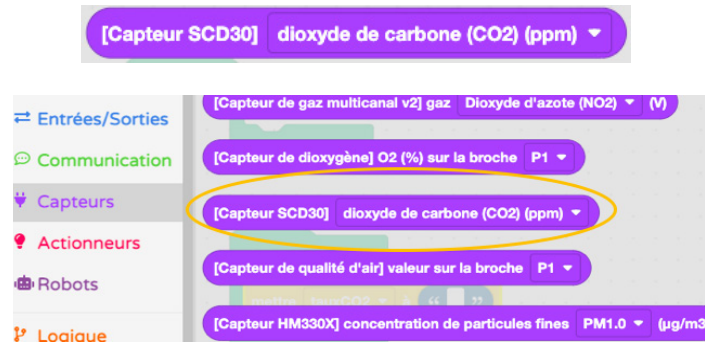 [Capteur SCD30] dioxyde de carbone (CO2) (ppm)
[Capteur de gaz multicanal v2] gaz Dioxyde d'azote (NO2) (V)
Entrées/Sorties
[Capteur de dioxygène] O2 (%) sur la broche P1
Communication
Capteurs
[Capteur SCD30] dioxyde de carbone (CO2) (ppm)
Actionneurs
[Capteur de qualité d'air] valeur sur la broche P1
Robots
mettre tauxCO2 à “ ”
[Capteur HM330X] concentration de particules fines PM1.0 (µg/m3
Logique